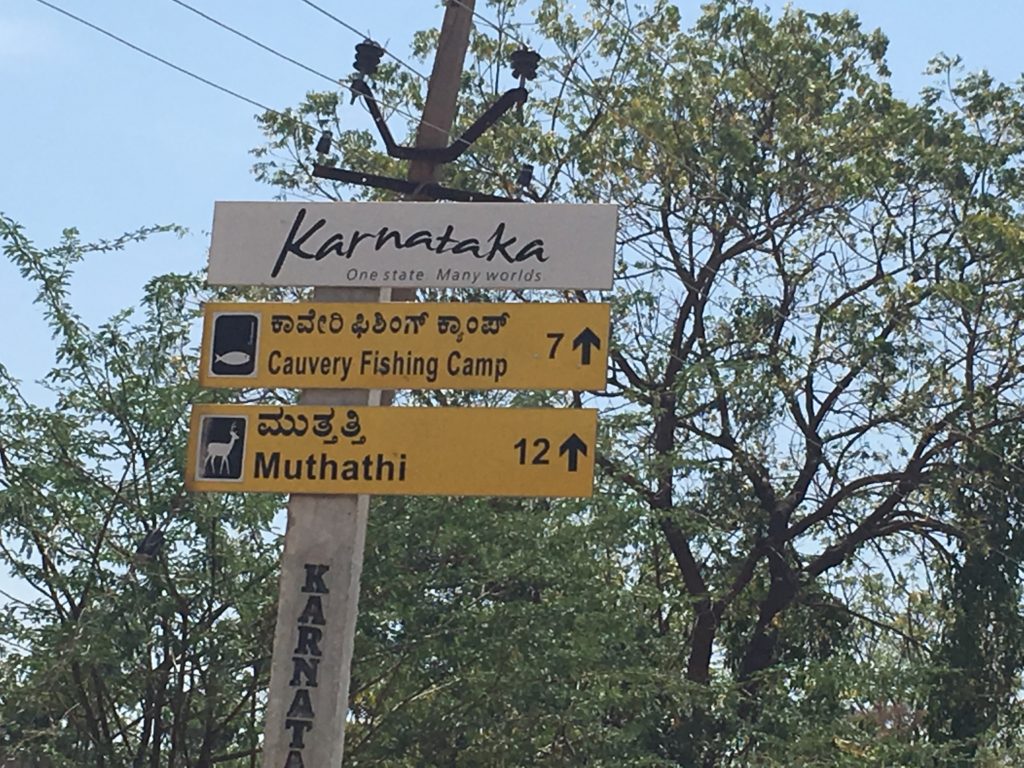 Karnataka
One state. Many worlds
ಕಾವೇರಿ ಫಿಶಿಂಗ್ ಕ್ಯಾಂಪ್
Cauvery Fishing Camp
7
ಮುತ್ತತ್ತಿ
Muthathi
12
KARNATA